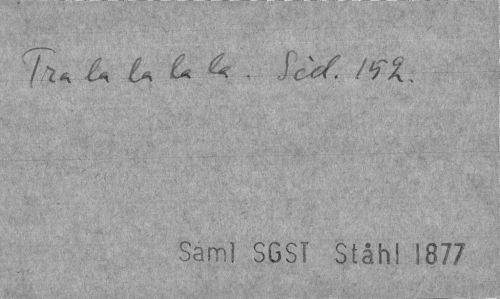 Tra la la la la. Sid. 152.
Saml SGST Ståhl 1877